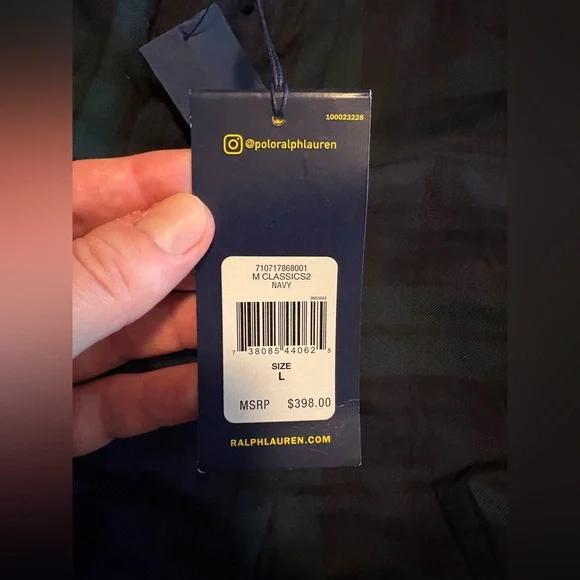 100023228
@poloralphlauren
710717868001
M CLASSICS2
NAVY
7 38085 44062 5
SIZE
L
MSRP $398.00
RALPHLAUREN.COM